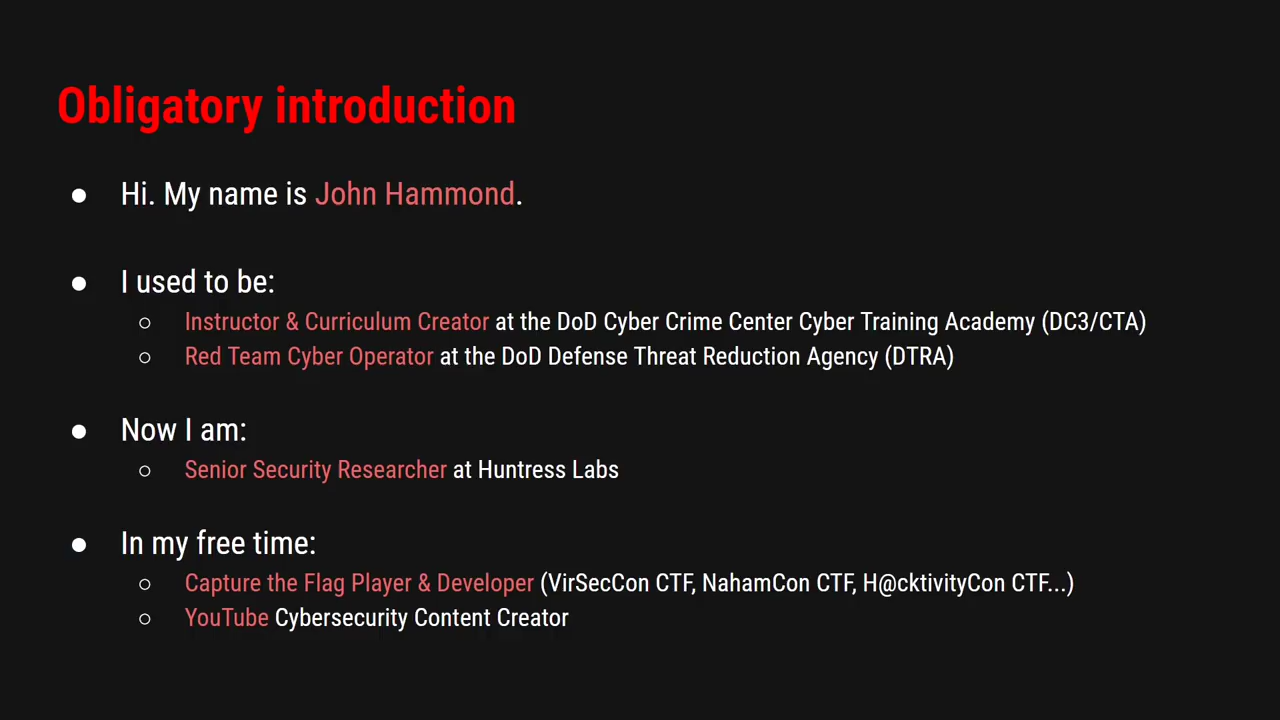 Obligatory introduction
● Hi. My name is John Hammond.
● I used to be:
○ Instructor & Curriculum Creator at the DoD Cyber Crime Center Cyber Training Academy (DC3/CTA)
○ Red Team Cyber Operator at the DoD Defense Threat Reduction Agency (DTRA)
● Now I am:
○ Senior Security Researcher at Huntress Labs
● In my free time:
○ Capture the Flag Player & Developer (VirSecCon CTF, NahamCon CTF, H@cktivityCon CTF...)
○ YouTube Cybersecurity Content Creator